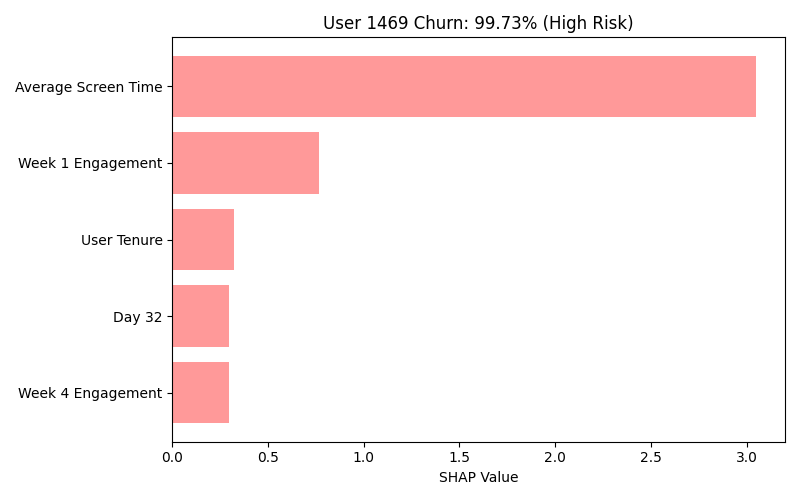 User 1469 Churn: 99.73% (High Risk)
Average Screen Time
Week 1 Engagement
User Tenure
Day 32
Week 4 Engagement
0.0 0.5 1.0 1.5 2.0 2.5 3.0
SHAP Value